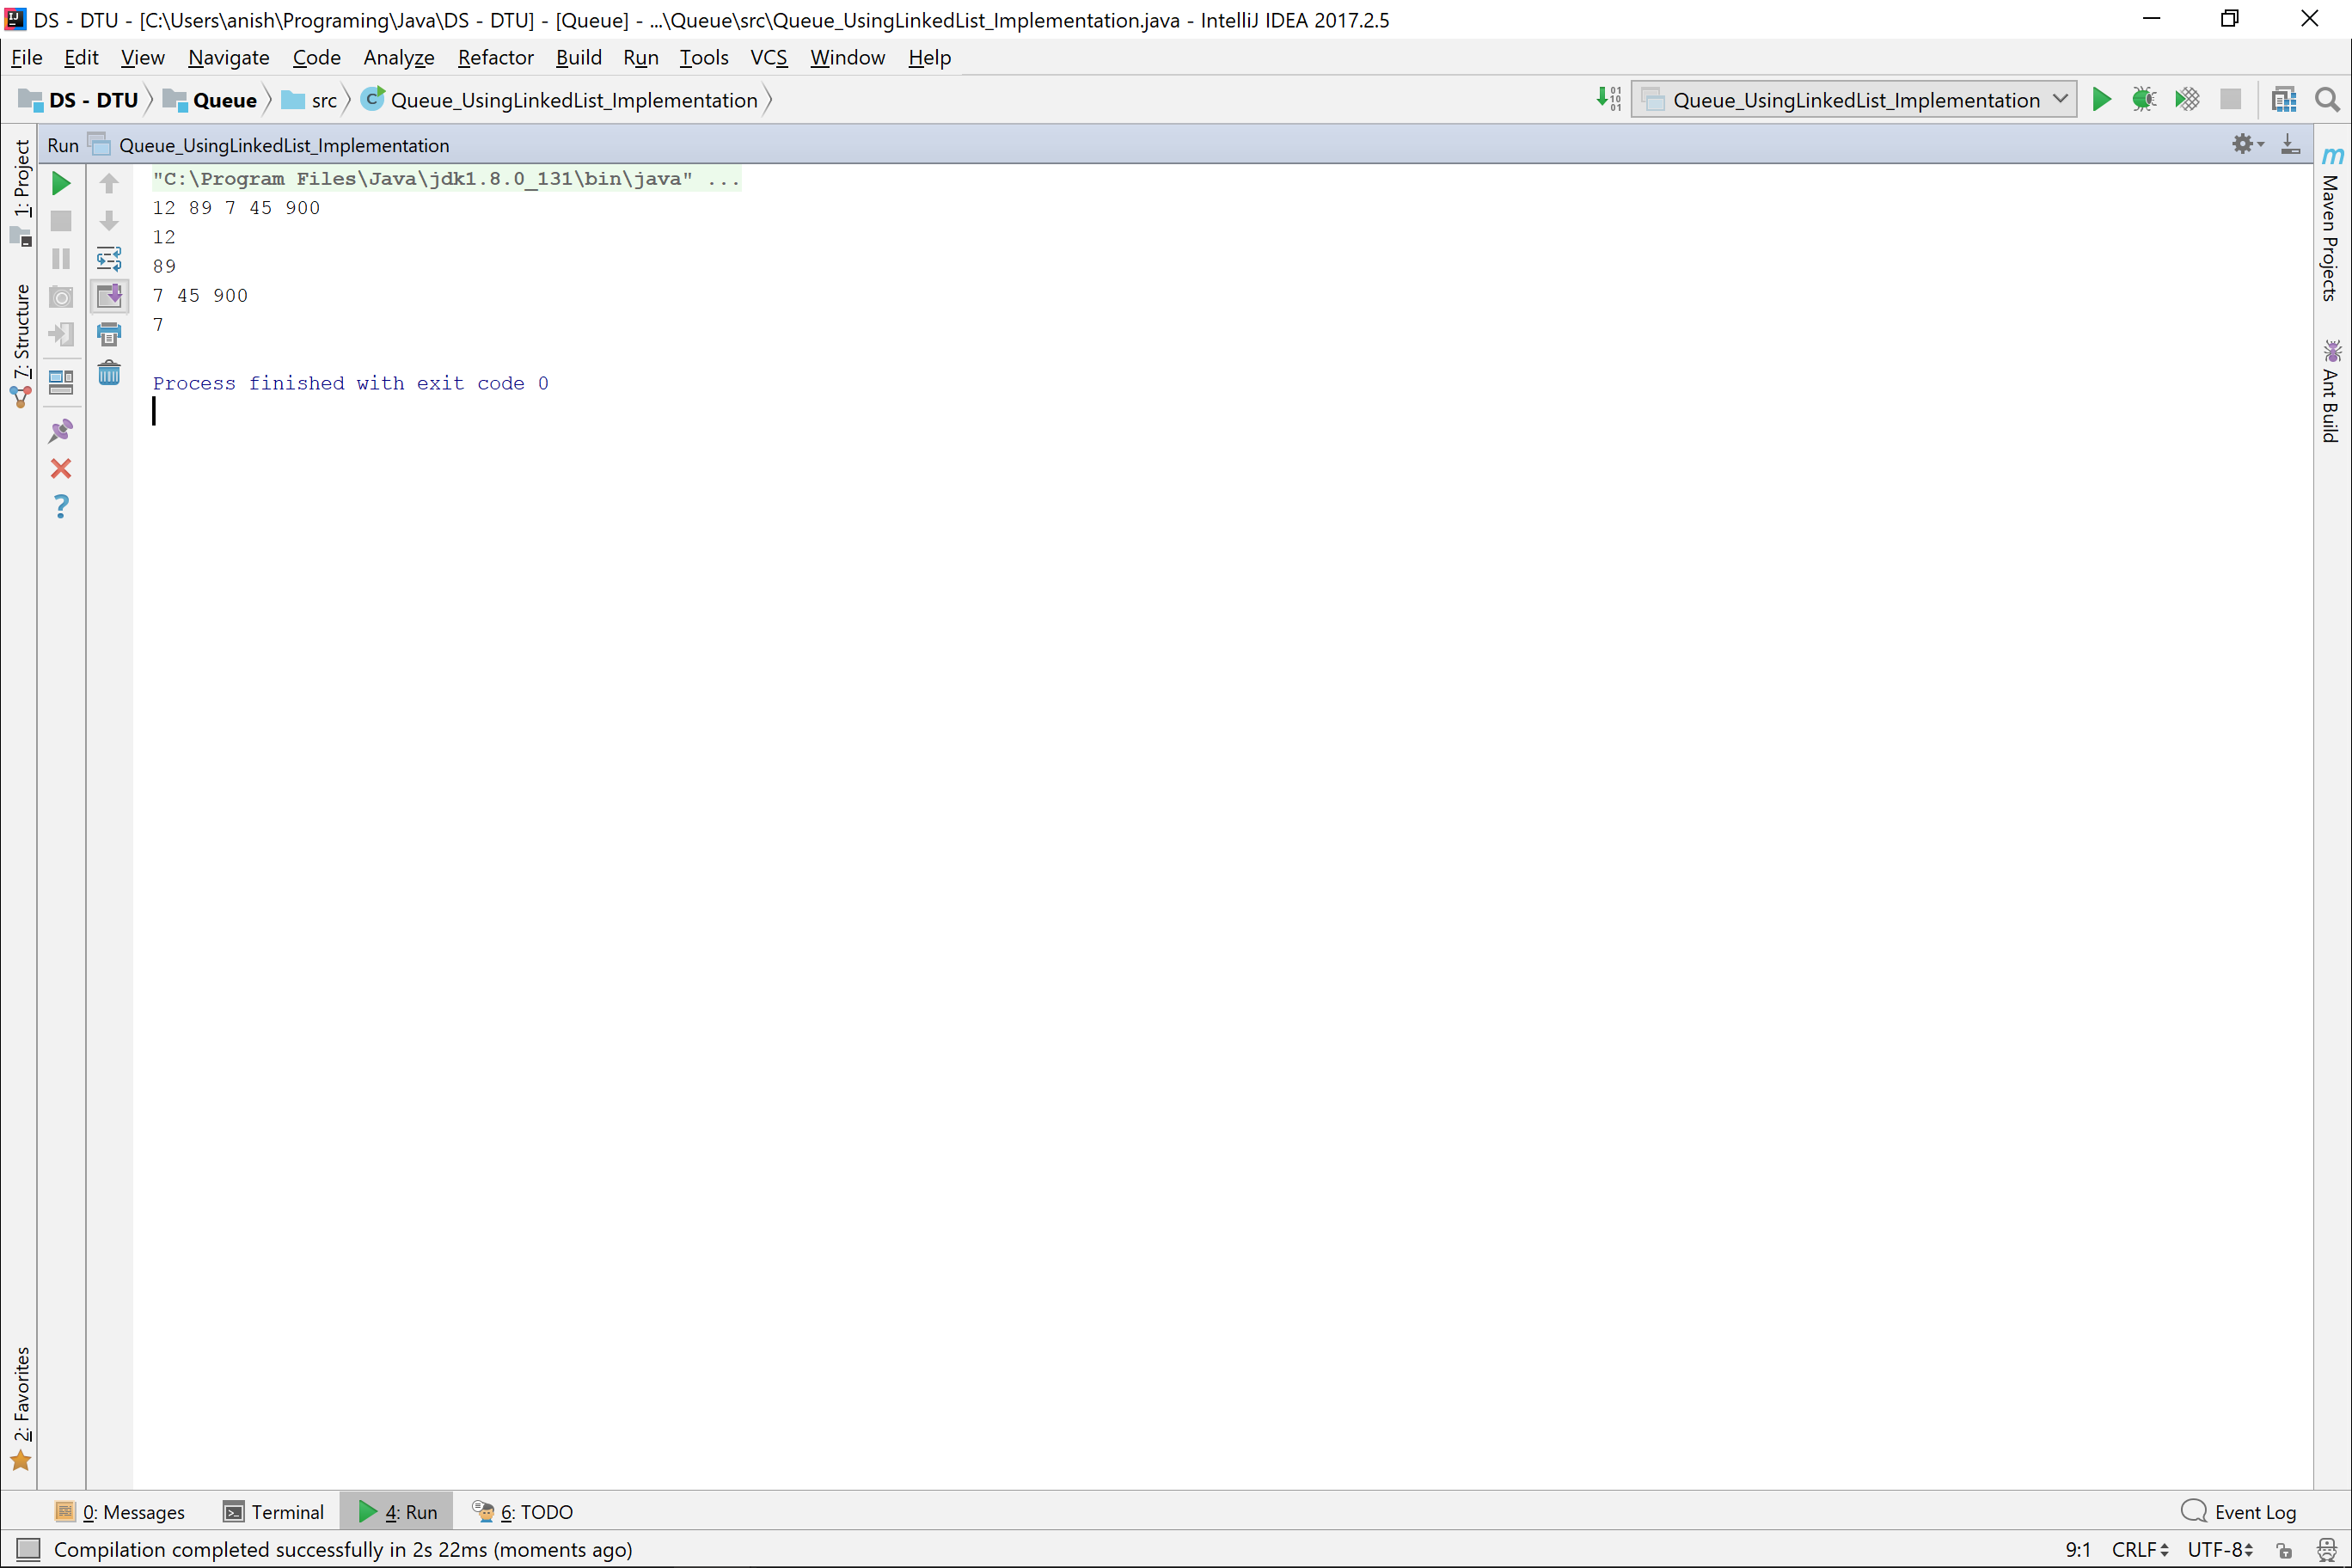 DS - DTU - [C:\Users\anish\Programing\Java\DS - DTU] - [Queue] - ...\Queue\src\Queue_UsingLinkedList_Implementation.java - IntelliJ IDEA 2017.2.5
File Edit View Navigate Code Analyze Refactor Build Run Tools VCS Window Help
DS - DTU Queue src Queue_UsingLinkedList_Implementation Queue_UsingLinkedList_Implementation
Run Queue_UsingLinkedList_Implementation
"C:\Program Files\Java\jdk1.8.0_131\bin\java" ...
12 89 7 45 900
12
89
7 45 900
7
Process finished with exit code 0
1: Project
7: Structure
2: Favorites
Maven Projects
Ant Build
0: Messages Terminal 4: Run 6: TODO Event Log
Compilation completed successfully in 2s 22ms (moments ago) 9:1 CRLF UTF-8